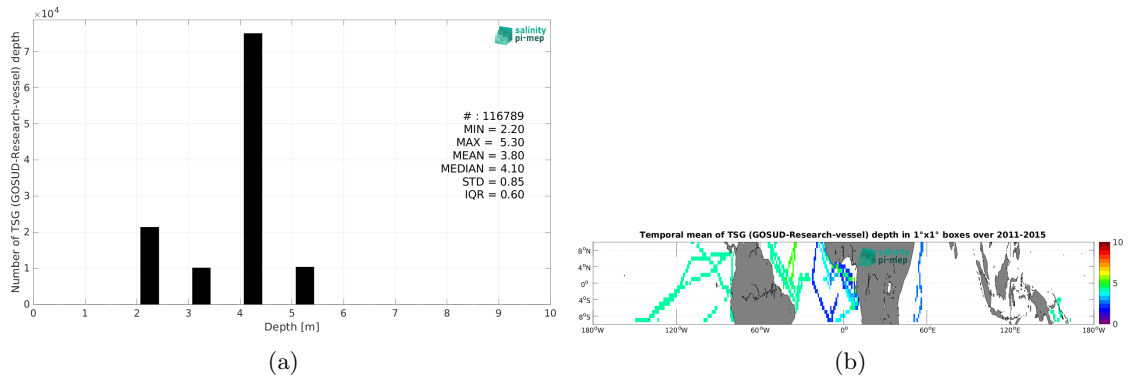 ×10⁴
7
6
5
4
3
2
1
0
0 1 2 3 4 5 6 7 8 9 10
Number of TSG (GOSUD-Research-vessel) depth
Depth [m]
salinity
pi-mep
# : 116789
MIN = 2.20
MAX = 5.30
MEAN = 3.80
MEDIAN = 4.10
STD = 0.85
IQR = 0.60
(a)
Temporal mean of TSG (GOSUD-Research-vessel) depth in 1°x1° boxes over 2011-2015
salinity
pi-mep
8°N
4°N
0°
4°S
8°S
180°W 120°W 60°W 0° 60°E 120°E 180°W
10
5
0
(b)